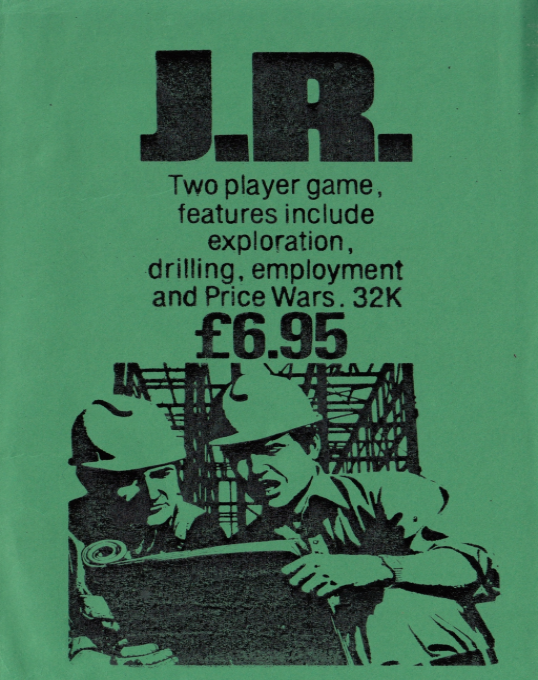 J.R.
Two player game,
features include
exploration,
drilling, employment
and Price Wars. 32K
£6.95